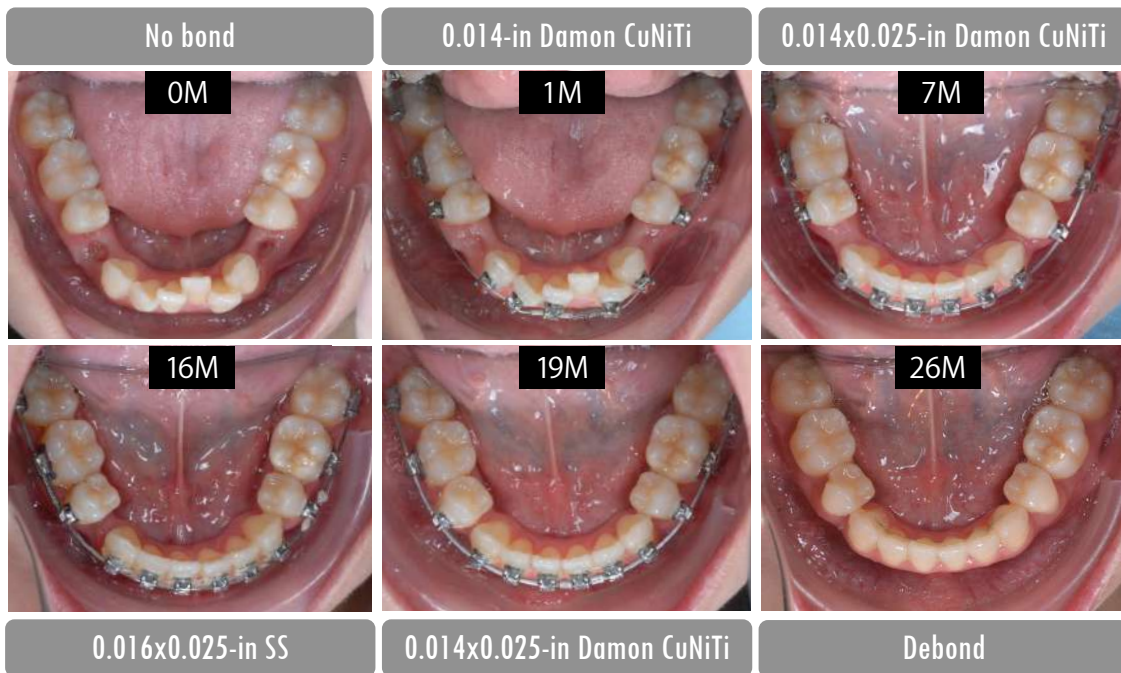 No bond
0.014-in Damon CuNiTi
0.014x0.025-in Damon CuNiTi
0M
1M
7M
16M
19M
26M
0.016x0.025-in SS
0.014x0.025-in Damon CuNiTi
Debond